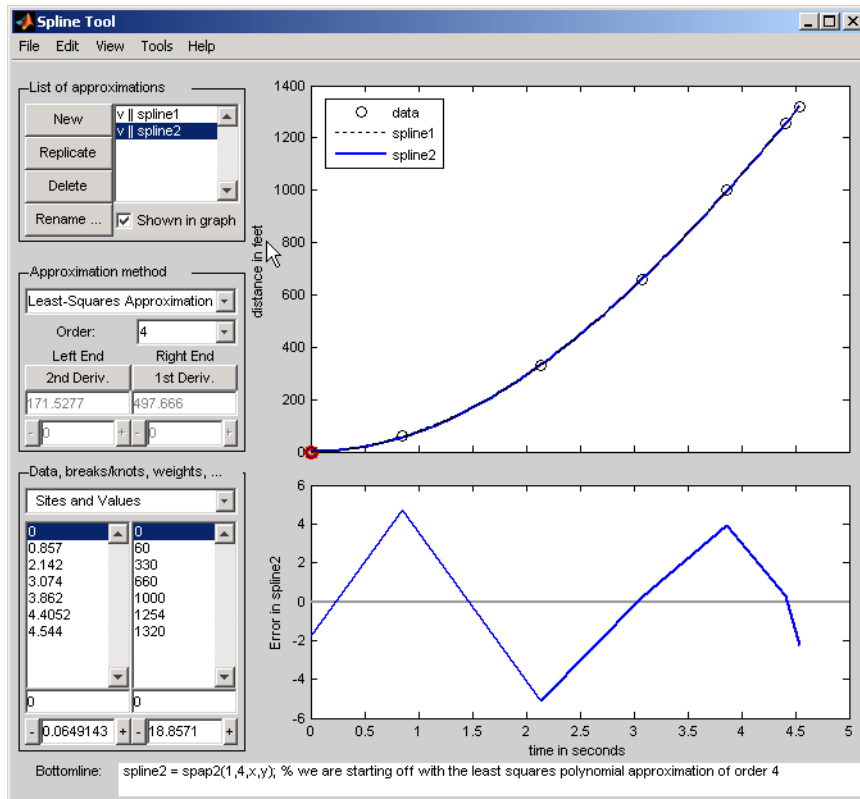 Spline Tool
File Edit View Tools Help
List of approximations
New
Replicate
Delete
Rename ...
v || spline1
v || spline2
Shown in graph
Approximation method
Least-Squares Approximation
Order: 4
Left End Right End
2nd Deriv. 1st Deriv.
171.5277 497.666
- 0 + - 0 +
Data, breaks/knots, weights, ...
Sites and Values
0 0
0.857 60
2.142 330
3.074 660
3.862 1000
4.4052 1254
4.544 1320
0 0
- 0.0649143 + - 18.8571 +
1400
1200
1000
800
600
400
200
0
distance in feet
data
spline1
spline2
6
4
2
0
-2
-4
-6
Error in spline2
0 0.5 1 1.5 2 2.5 3 3.5 4 4.5 5
time in seconds
Bottomline: spline2 = spap2(1,4,x,y); % we are starting off with the least squares polynomial approximation of order 4